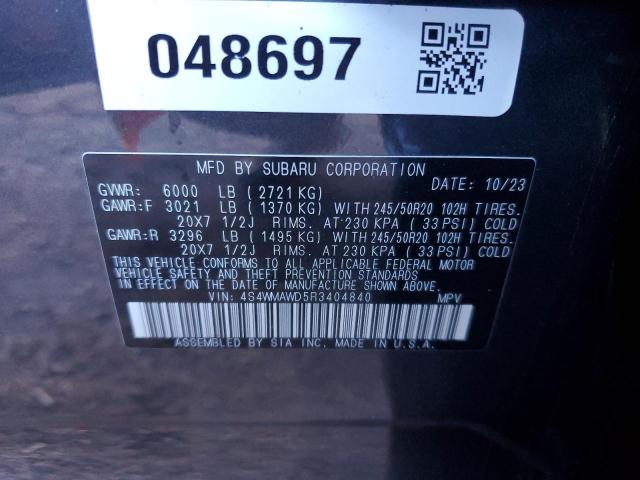 048697
MFD BY SUBARU CORPORATION
DATE: 10/23
GVWR: 6000 LB (2721 KG)
GAWR:F 3021 LB (1370 KG) WITH 245/50R20 102H TIRES.
20X7 1/2J RIMS. AT 230 KPA (33 PSI) COLD
GAWR:R 3296 LB (1495 KG) WITH 245/50R20 102H TIRES.
20X7 1/2J RIMS. AT 230 KPA (33 PSI) COLD
THIS VEHICLE CONFORMS TO ALL APPLICABLE FEDERAL MOTOR
VEHICLE SAFETY AND THEFT PREVENTION STANDARDS
IN EFFECT ON THE DATE OF MANUFACTURE SHOWN ABOVE.
VIN: 4S4WMAWD5R3404840 MPV
ASSEMBLED BY SIA INC. MADE IN U.S.A.